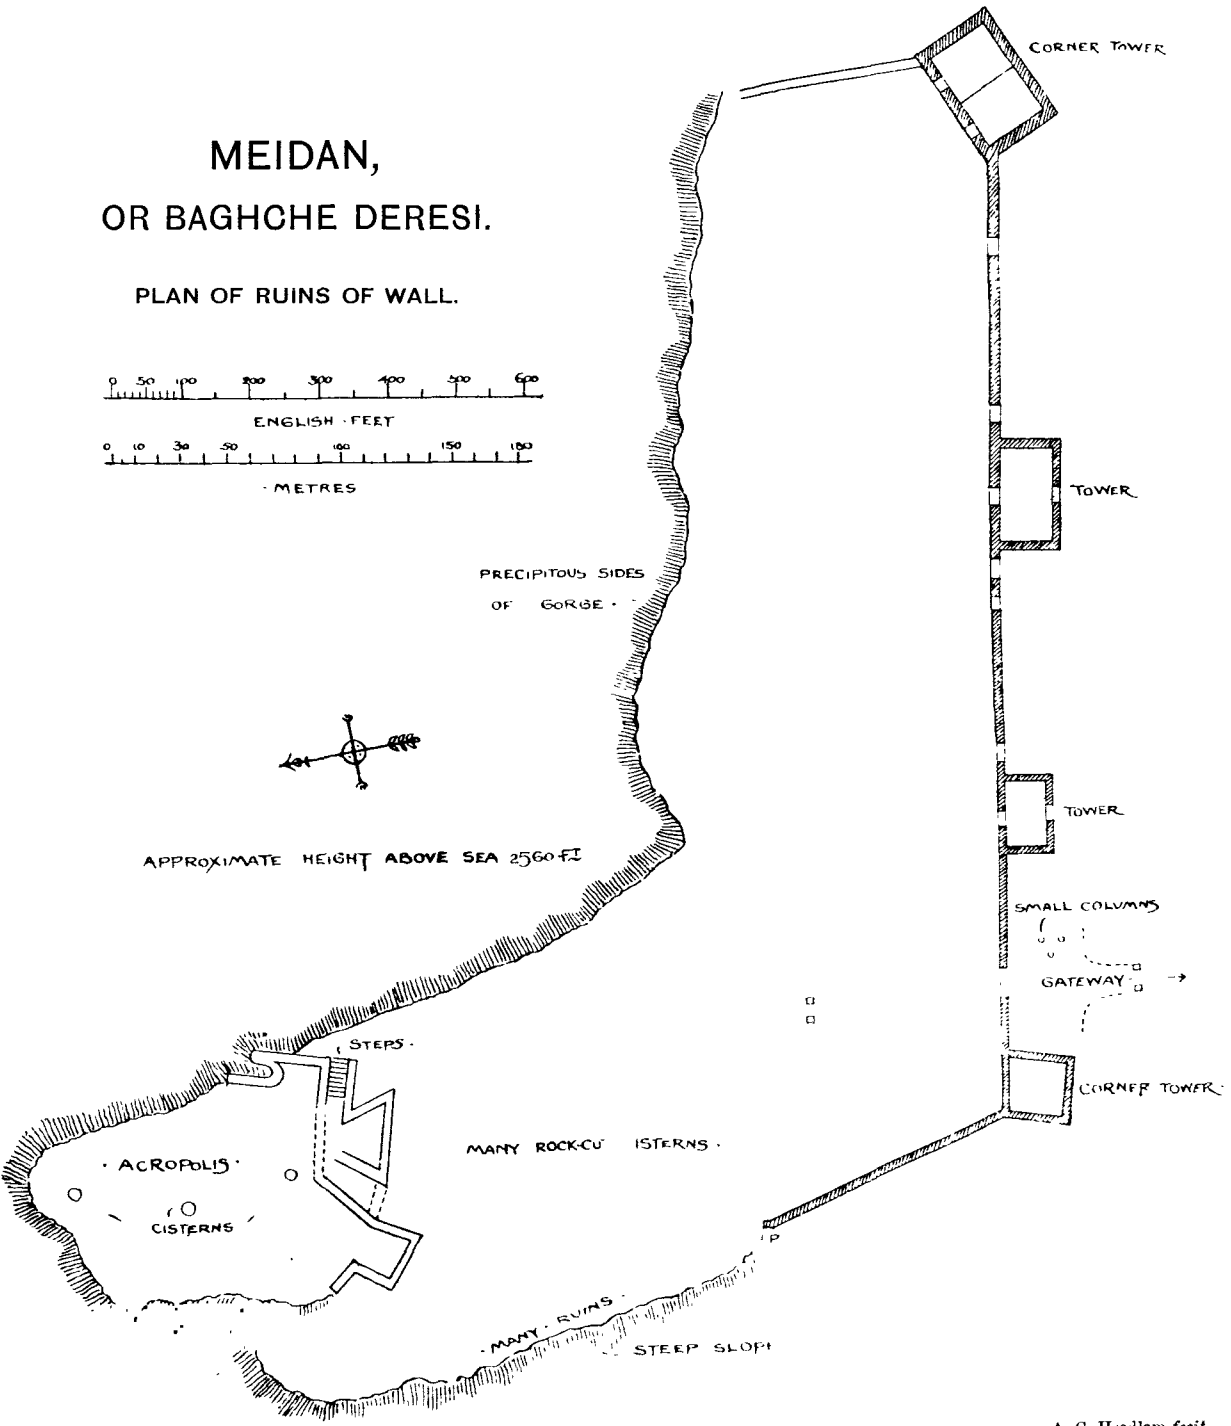 CORNER TOWER
MEIDAN,
OR BAGHCHE DERESI.
PLAN OF RUINS OF WALL.
0 50 100 200 300 400 500 600
ENGLISH · FEET
0 10 30 50 100 150 180
· METRES
TOWER
PRECIPITOUS SIDES
OF GORGE ·
TOWER
APPROXIMATE HEIGHT ABOVE SEA 2560 FT
SMALL COLUMNS
GATEWAY
STEPS ·
CORNER TOWER
MANY ROCK-CU ISTERNS ·
· ACROPOLIS ·
CISTERNS
P
· MANY · RUINS ·
STEEP SLOP